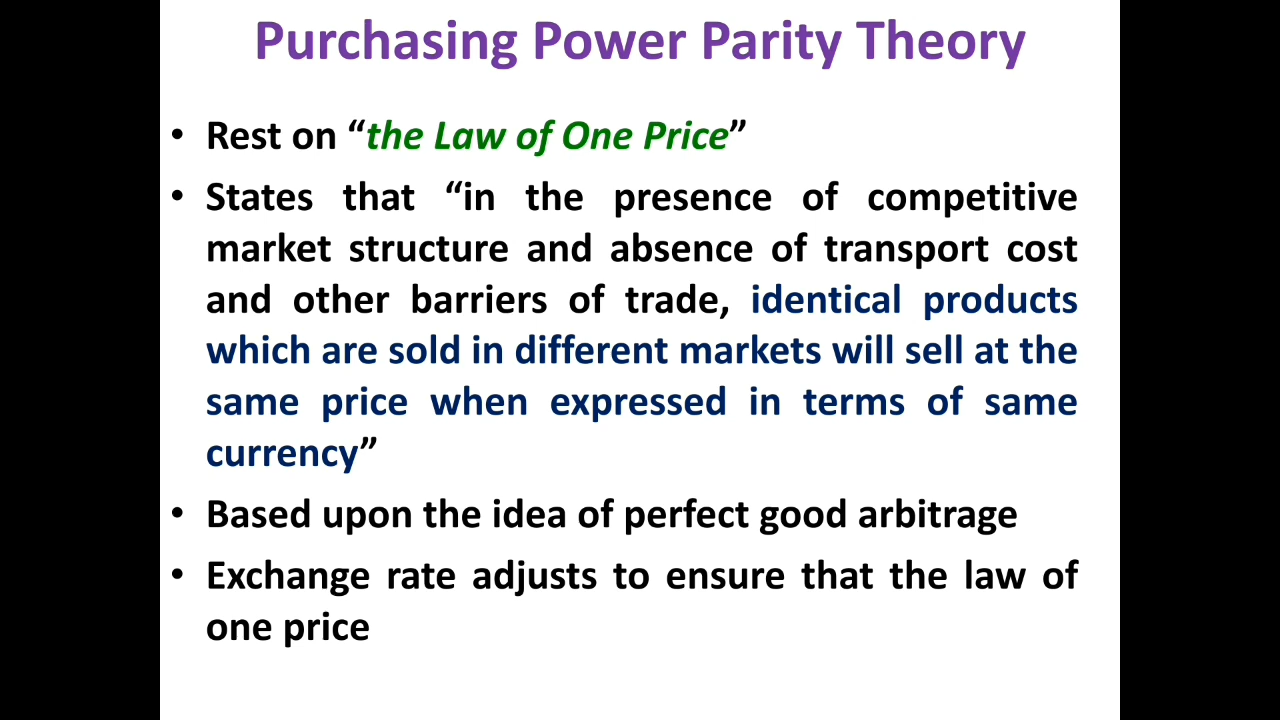 Purchasing Power Parity Theory
• Rest on “the Law of One Price”
• States that “in the presence of competitive
market structure and absence of transport cost
and other barriers of trade, identical products
which are sold in different markets will sell at the
same price when expressed in terms of same
currency”
• Based upon the idea of perfect good arbitrage
• Exchange rate adjusts to ensure that the law of
one price